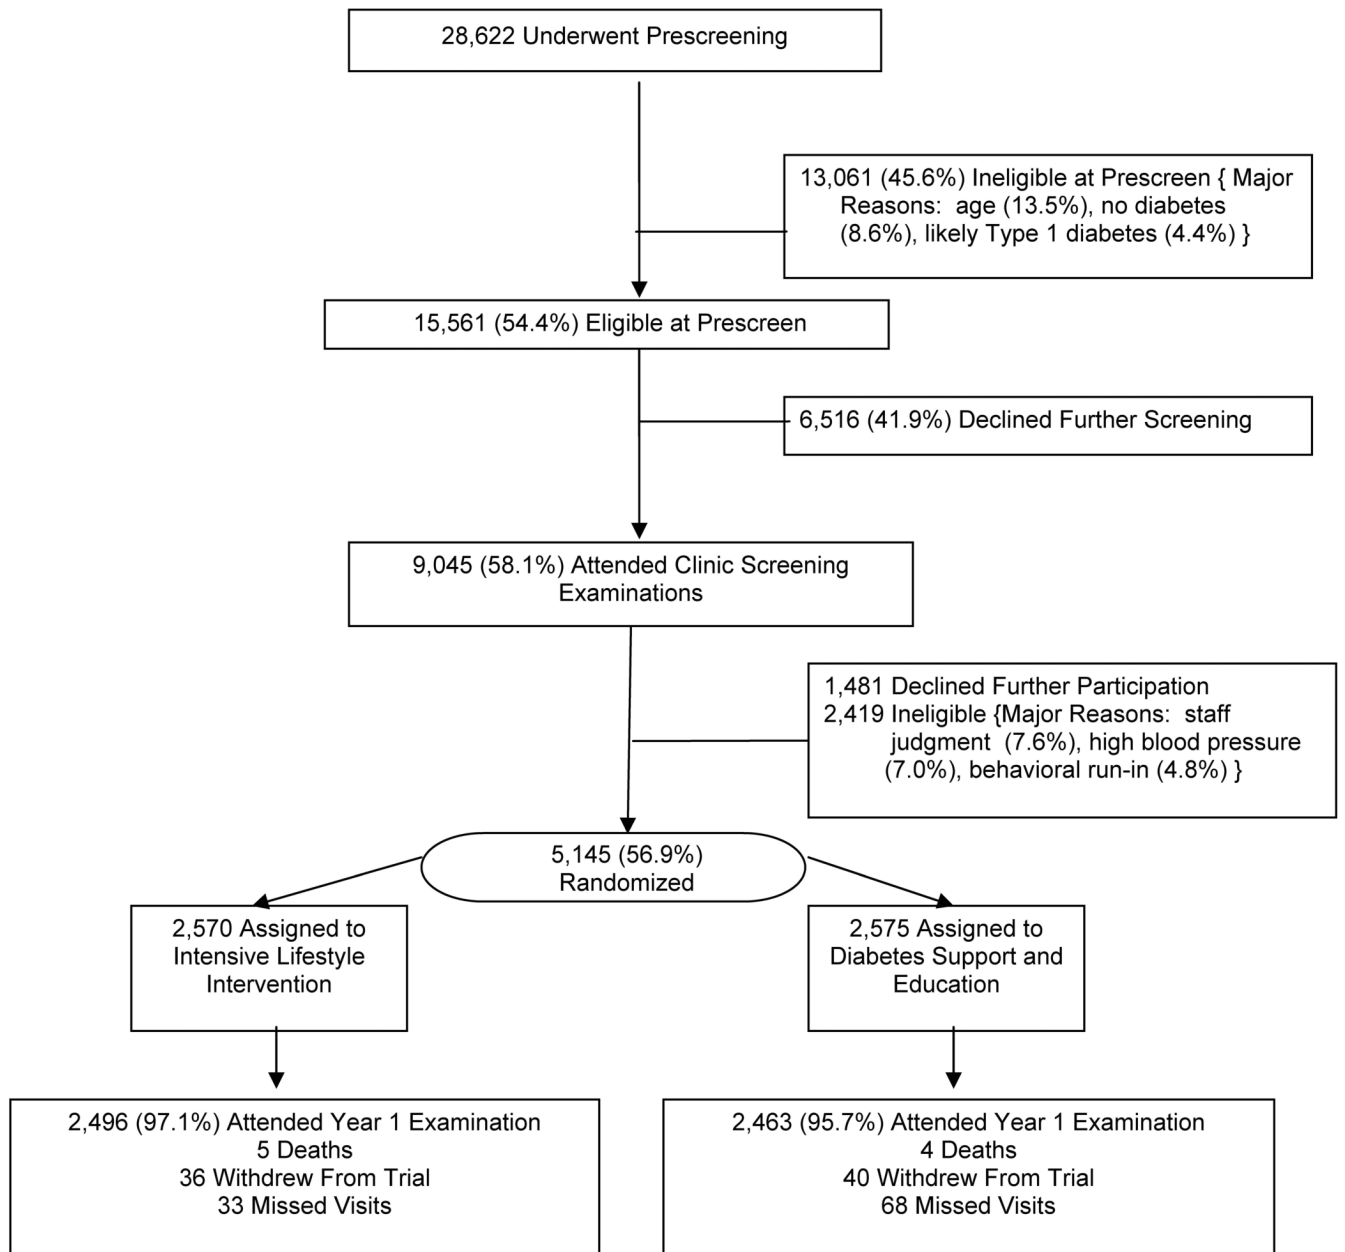 28,622 Underwent Prescreening
13,061 (45.6%) Ineligible at Prescreen { Major
Reasons: age (13.5%), no diabetes
(8.6%), likely Type 1 diabetes (4.4%) }
15,561 (54.4%) Eligible at Prescreen
6,516 (41.9%) Declined Further Screening
9,045 (58.1%) Attended Clinic Screening
Examinations
1,481 Declined Further Participation
2,419 Ineligible {Major Reasons: staff
judgment (7.6%), high blood pressure
(7.0%), behavioral run-in (4.8%) }
5,145 (56.9%)
Randomized
2,570 Assigned to
Intensive Lifestyle
Intervention
2,575 Assigned to
Diabetes Support and
Education
2,496 (97.1%) Attended Year 1 Examination
5 Deaths
36 Withdrew From Trial
33 Missed Visits
2,463 (95.7%) Attended Year 1 Examination
4 Deaths
40 Withdrew From Trial
68 Missed Visits